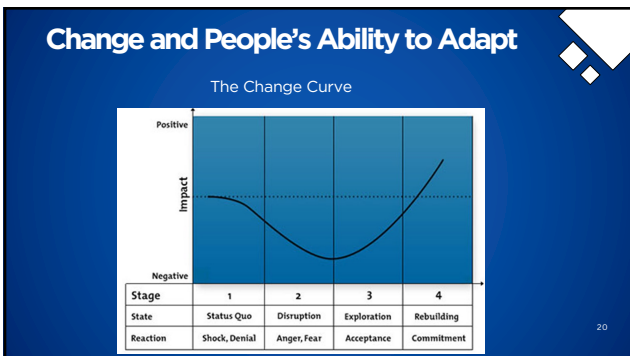 Change and People's Ability to Adapt
The Change Curve
Positive
Impact
Negative
Stage 1 2 3 4
State Status Quo Disruption Exploration Rebuilding
Reaction Shock, Denial Anger, Fear Acceptance Commitment
20